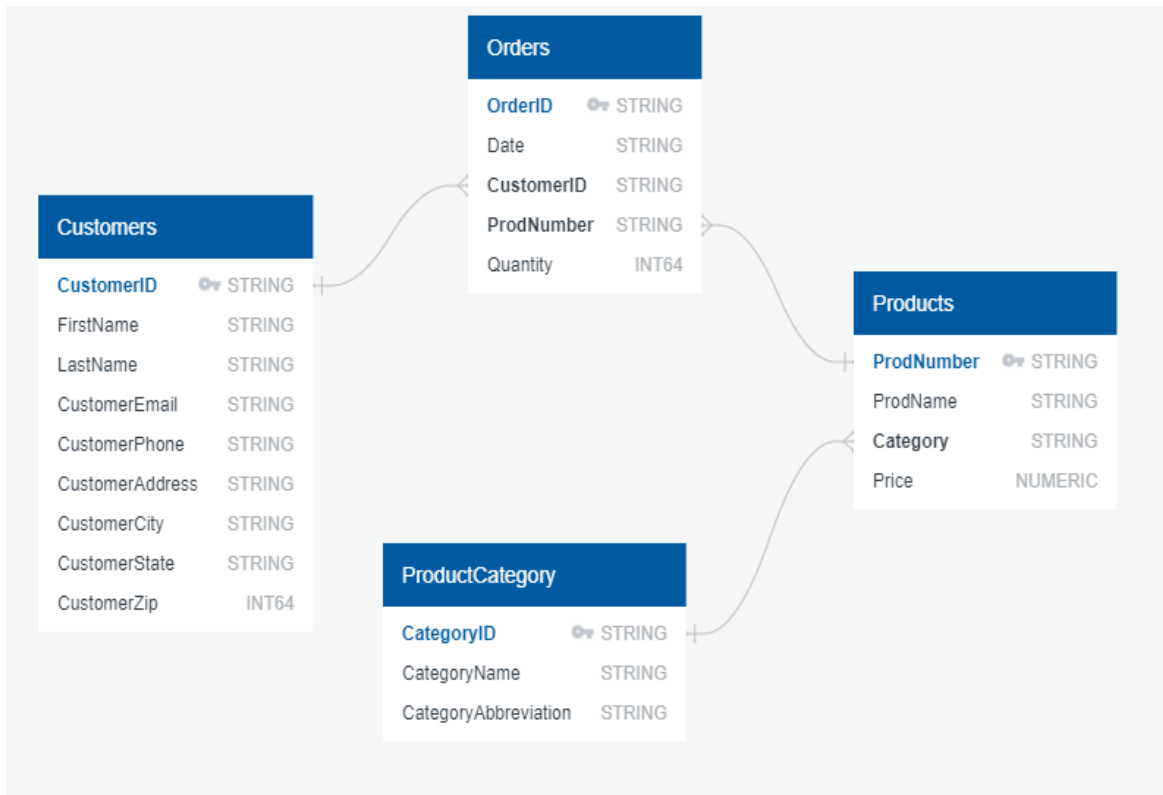 Orders
OrderID STRING
Date STRING
CustomerID STRING
ProdNumber STRING
Quantity INT64
Customers
CustomerID STRING
FirstName STRING
LastName STRING
CustomerEmail STRING
CustomerPhone STRING
CustomerAddress STRING
CustomerCity STRING
CustomerState STRING
CustomerZip INT64
Products
ProdNumber STRING
ProdName STRING
Category STRING
Price NUMERIC
ProductCategory
CategoryID STRING
CategoryName STRING
CategoryAbbreviation STRING